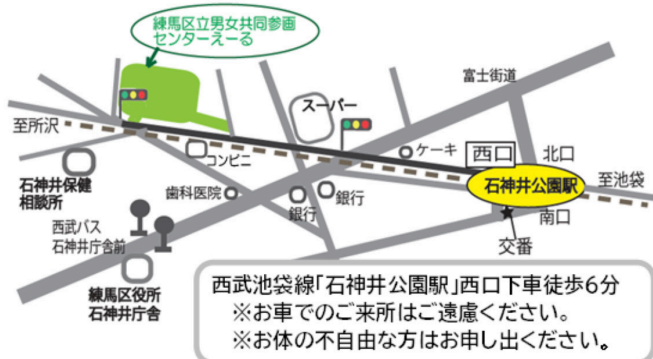 練馬区立男女共同参画
センターえーる
富士街道
スーパー
至所沢
コンビニ
ケーキ
西口
北口
石神井保健
相談所
歯科医院
銀行
銀行
石神井公園駅
至池袋
西武バス
石神井庁舎前
南口
交番
練馬区役所
石神井庁舎
西武池袋線「石神井公園駅」西口下車徒歩6分
※お車でのご来所はご遠慮ください。
※お体の不自由な方はお申し出ください。